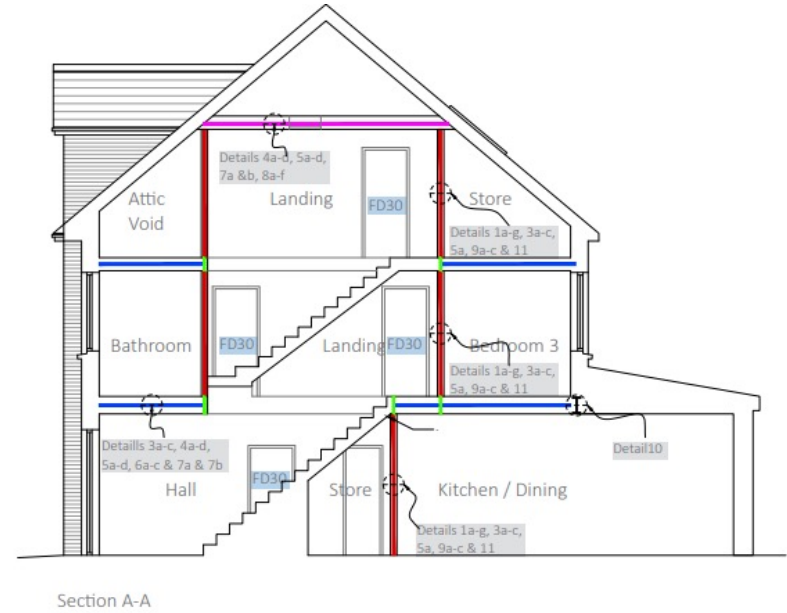 Details 4a-d, 5a-d,
7a &b, 8a-f
Attic
Void
Landing
FD30
Store
Details 1a-g, 3a-c,
5a, 9a-c & 11
Bathroom
FD30
Landing
FD30
Bedroom 3
Details 1a-g, 3a-c,
5a, 9a-c & 11
Detaills 3a-c, 4a-d,
5a-d, 6a-c & 7a & 7b
Detail10
Hall
FD30
Store
Kitchen / Dining
Details 1a-g, 3a-c,
5a, 9a-c & 11
Section A-A